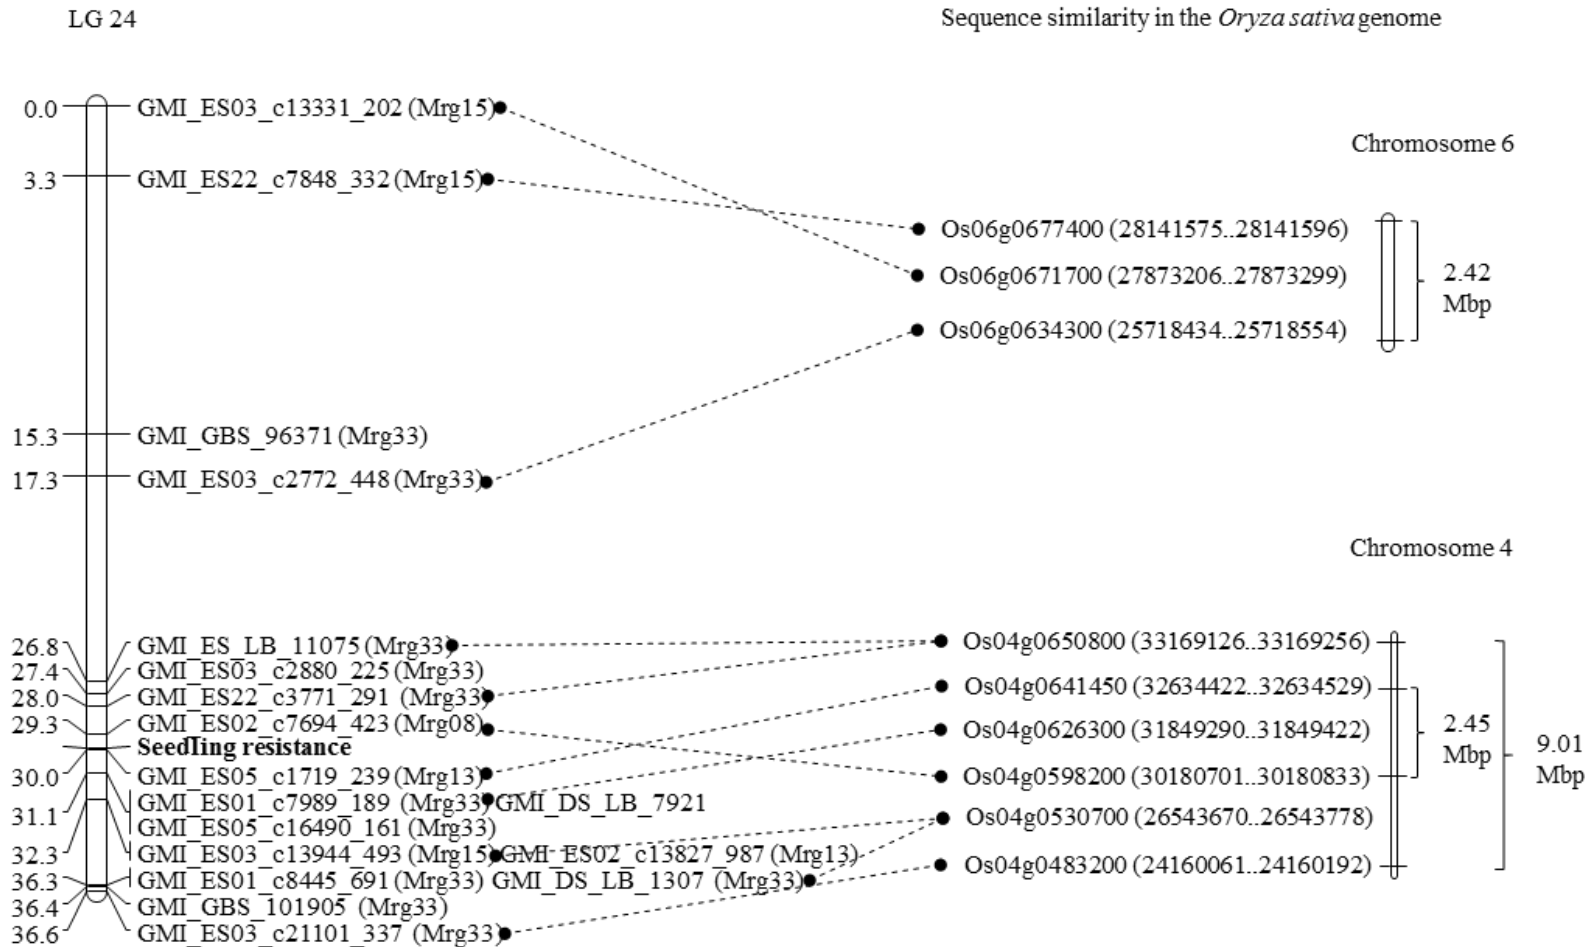 LG 24
Sequence similarity in the Oryza sativa genome
0.0 GMI_ES03_c13331_202 (Mrg15)
Chromosome 6
3.3 GMI_ES22_c7848_332 (Mrg15)
Os06g0677400 (28141575..28141596)
Os06g0671700 (27873206..27873299)
2.42
Mbp
Os06g0634300 (25718434..25718554)
15.3 GMI_GBS_96371 (Mrg33)
17.3 GMI_ES03_c2772_448 (Mrg33)
Chromosome 4
26.8 GMI_ES_LB_11075 (Mrg33)
Os04g0650800 (33169126..33169256)
27.4 GMI_ES03_c2880_225 (Mrg33)
28.0 GMI_ES22_c3771_291 (Mrg33)
Os04g0641450 (32634422..32634529)
29.3 GMI_ES02_c7694_423 (Mrg08)
Os04g0626300 (31849290..31849422)
2.45
Mbp
9.01
Mbp
Seedling resistance
30.0 GMI_ES05_c1719_239 (Mrg13)
Os04g0598200 (30180701..30180833)
31.1 GMI_ES01_c7989_189 (Mrg33) GMI_DS_LB_7921
GMI_ES05_c16490_161 (Mrg33)
Os04g0530700 (26543670..26543778)
32.3 GMI_ES03_c13944_493 (Mrg15) GMI_ES02_c13827_987 (Mrg13)
Os04g0483200 (24160061..24160192)
36.3 GMI_ES01_c8445_691 (Mrg33) GMI_DS_LB_1307 (Mrg33)
36.4 GMI_GBS_101905 (Mrg33)
36.6 GMI_ES03_c21101_337 (Mrg33)